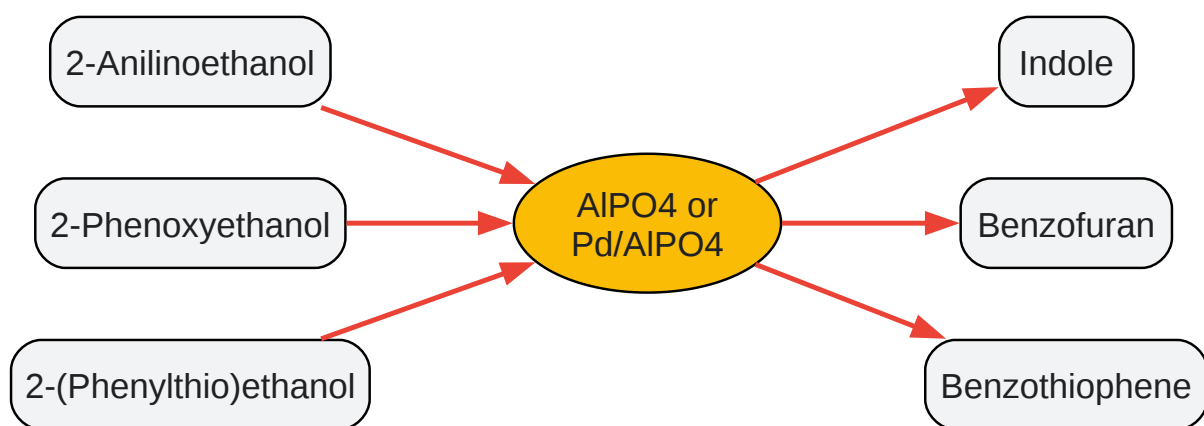 2-Anilinoethanol
Indole
2-Phenoxyethanol
AlPO4 or
Pd/AlPO4
Benzofuran
2-(Phenylthio)ethanol
Benzothiophene